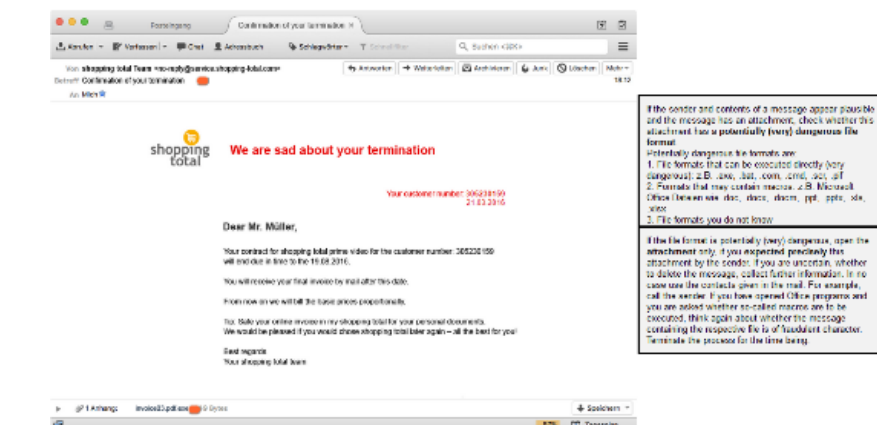 Posteingang
Confirmation of your termination ×
Abrufen
Verfassen
Chat
Adressbuch
Schlagwörter
Suchen <⌘K>
Von shopping total Team <no-reply@service.shopping-total.com>
Antworten
Weiterleiten
Archivieren
Junk
Löschen
Mehr
Betreff Confirmation of your termination
18:12
An Mich
shopping
total
We are sad about your termination
Your customer number: 305230159
21.03.2016
Dear Mr. Müller,
Your contract for shopping total prime video for the customer number: 305230159
will end due in time to the 19.08.2016.
You will receive your final invoice by mail after this date.
From now on we will bill the base prices proportionally.
Tip: Safe your online invoice in my shopping total for your personal documents.
We would be pleased if you would chose shopping total later again – all the best for you!
Best regards
Your shopping total team
1 Anhang: invoice23.pdf.exe Bytes
Speichern
If the sender and contents of a message appear plausible
and the message has an attachment, check whether this
attachment has a potentially (very) dangerous file
format
Potentially dangerous file formats are:
1. File formats that can be executed directly (very
dangerous): z.B. .exe, .bat, .com, .cmd, .scr, .pif
2. Formats that may contain macros: z.B. Microsoft
Office Dateien wie .doc, .docx, .docm, .ppt, .pptx, .xls,
.xlsx
3. File formats you do not know
If the file format is potentially (very) dangerous, open the
attachment only, if you expected precisely this
attachment by the sender. If you are uncertain, whether
to delete the message, collect further information. In no
case use the contacts given in the mail. For example,
call the sender. If you have opened Office programs and
you are asked whether so-called macros are to be
executed, think again about whether the message
containing the respective file is of fraudulent character.
Terminate the process for the time being.